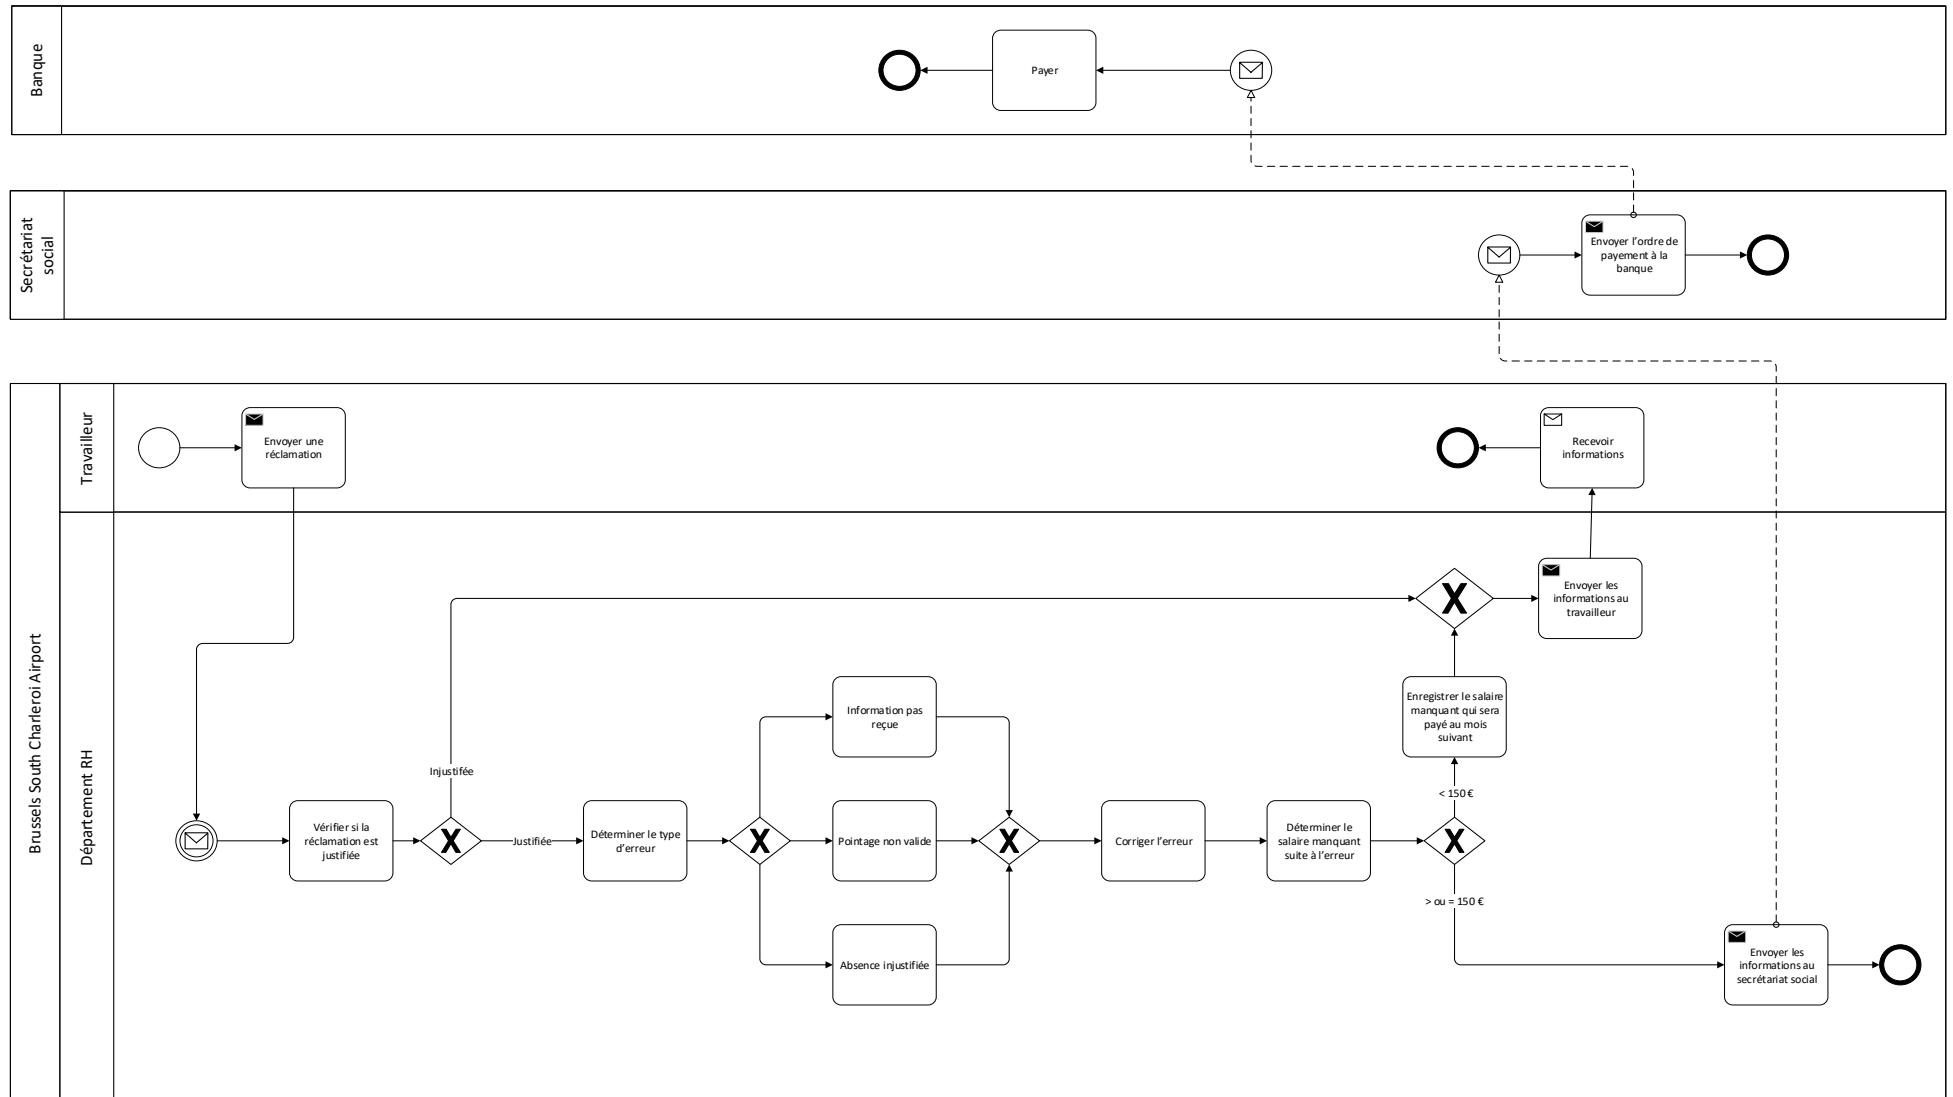 Banque
Payer
Secrétariat
social
Envoyer l'ordre de
payement à la
banque
Brussels South Charleroi Airport
Travailleur
Envoyer une
réclamation
Recevoir
informations
Département RH
Envoyer les
informations au
travailleur
Information pas
reçue
Enregistrer le salaire
manquant qui sera
payé au mois
suivant
Injustifiée
< 150 €
Vérifier si la
réclamation est
justifiée
Justifiée
Déterminer le type
d'erreur
Pointage non valide
Corriger l'erreur
Déterminer le
salaire manquant
suite à l'erreur
> ou = 150 €
Absence injustifiée
Envoyer les
informations au
secrétariat social